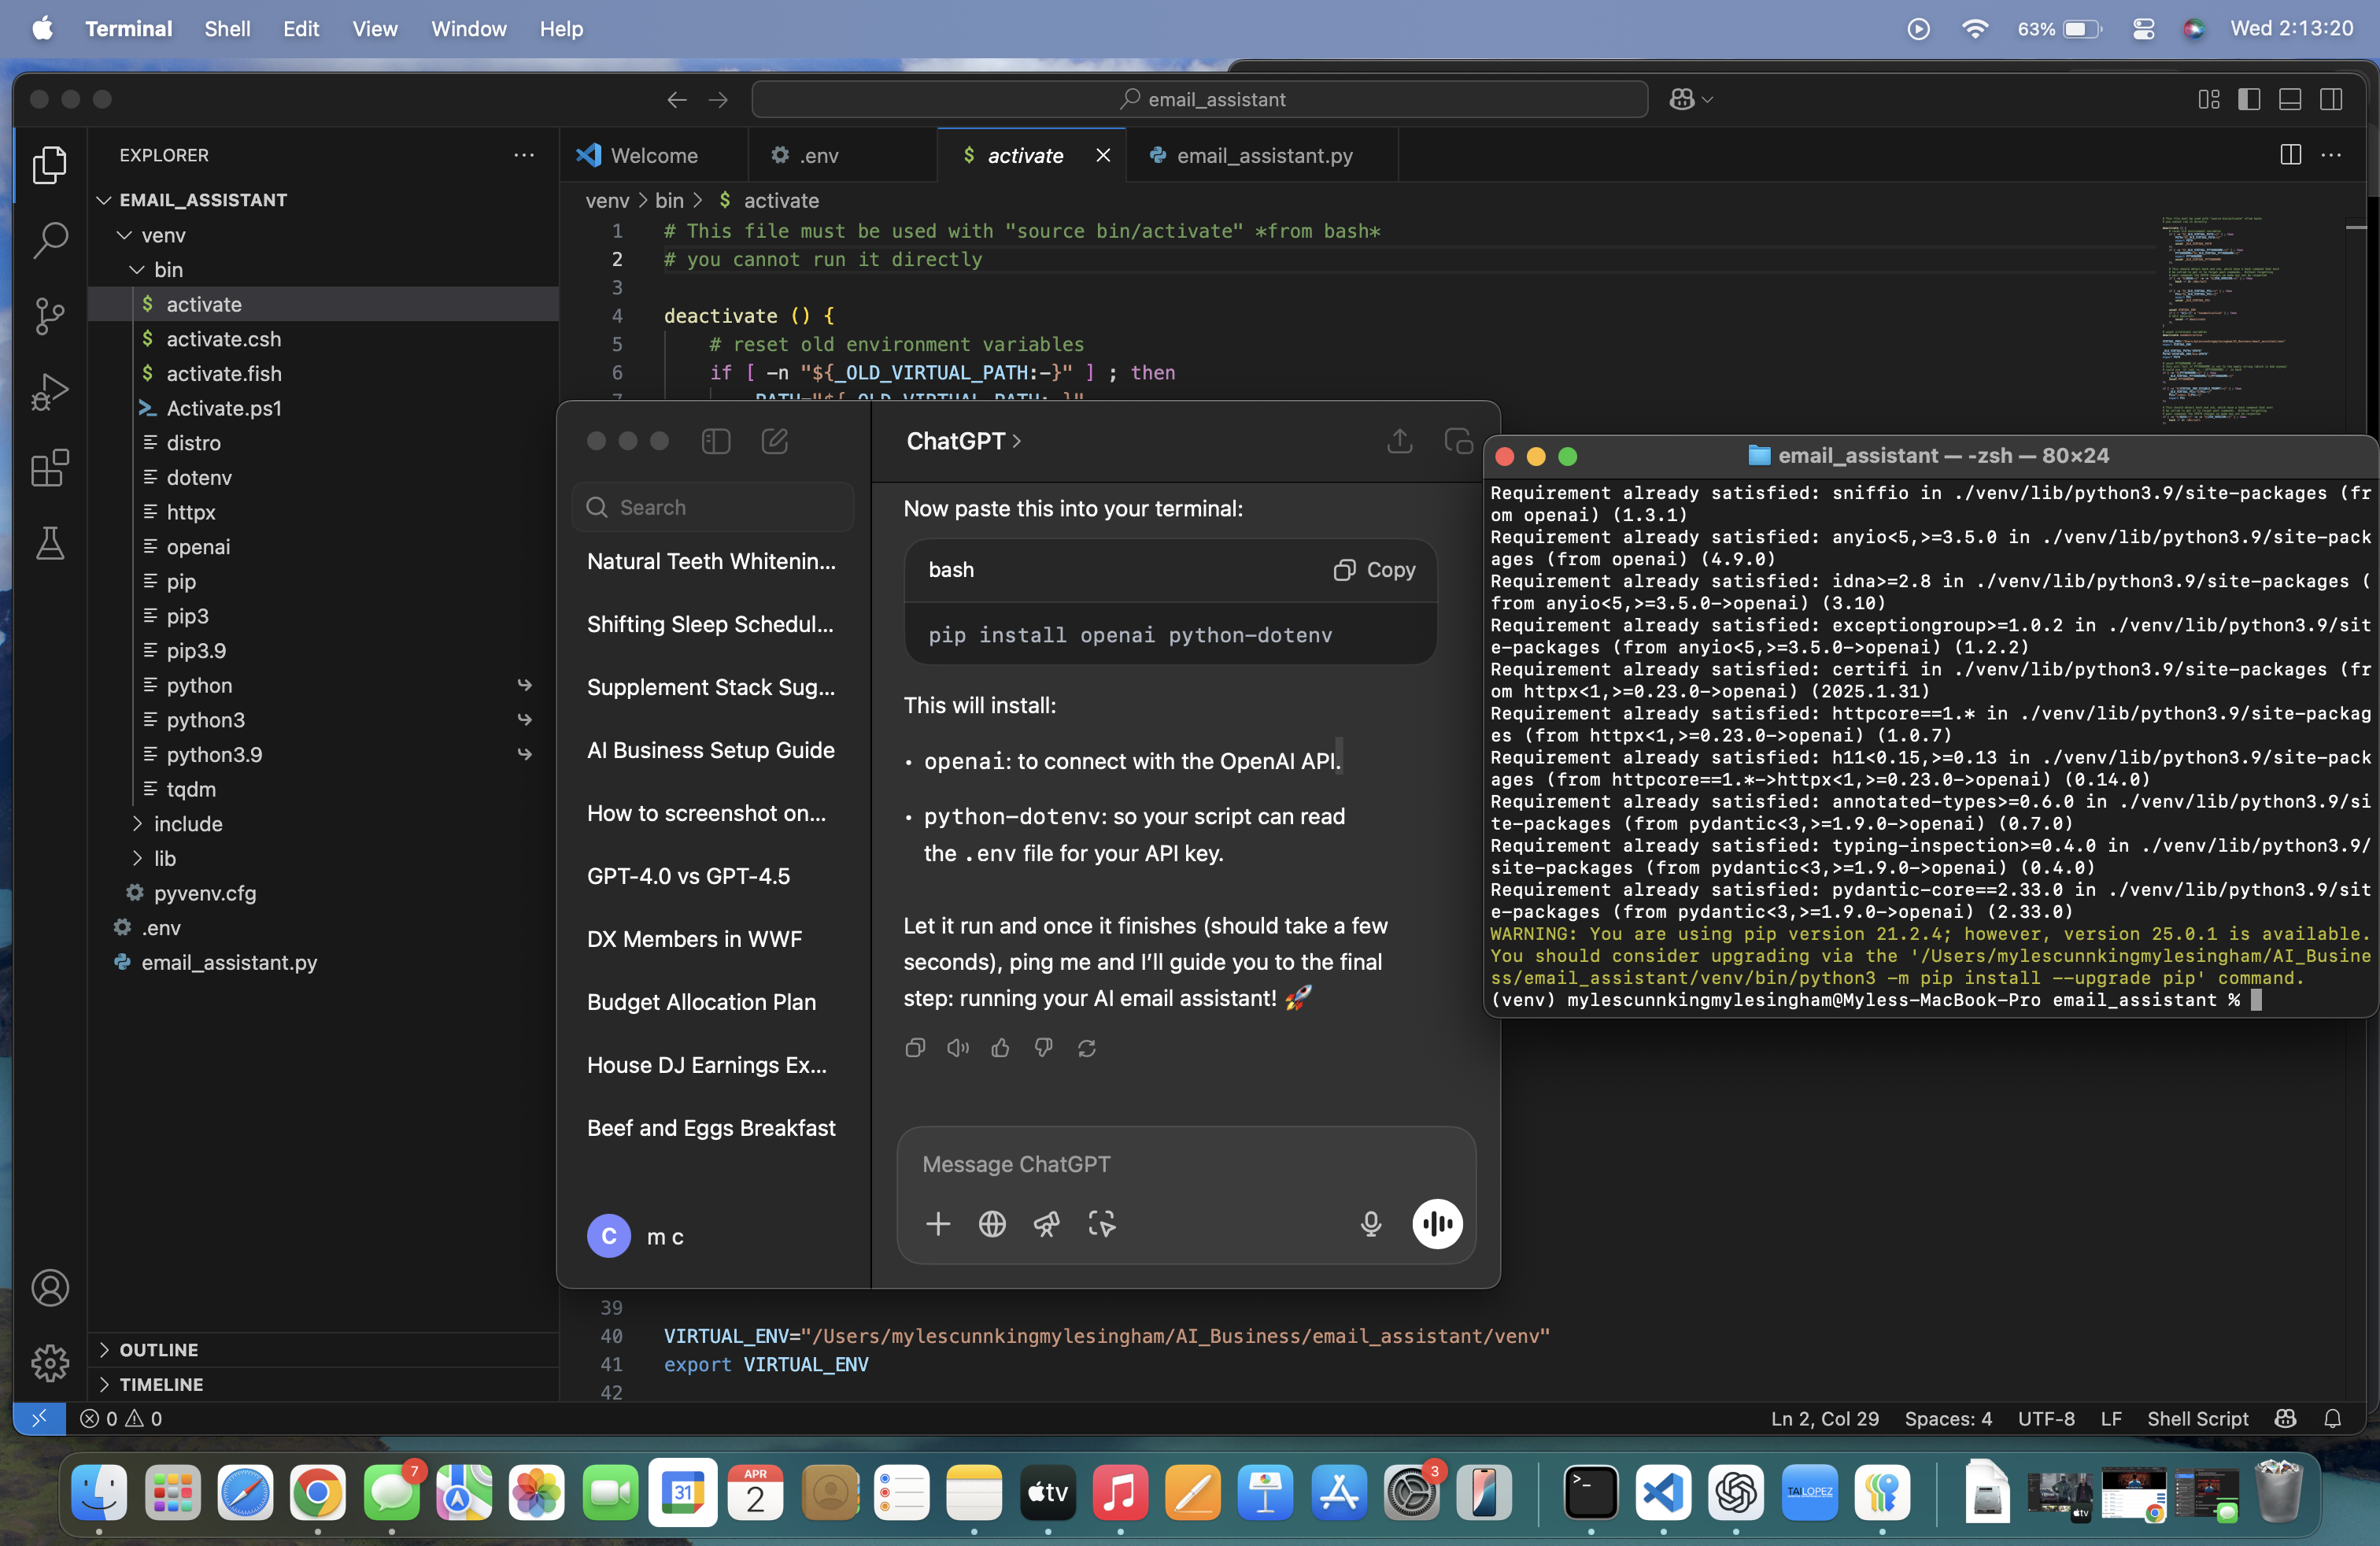 Terminal Shell Edit View Window Help
63% Wed 2:13:20
email_assistant
EXPLORER
Welcome
.env
activate
email_assistant.py
EMAIL_ASSISTANT
venv
bin
activate
activate.csh
activate.fish
Activate.ps1
distro
dotenv
httpx
openai
pip
pip3
pip3.9
python
python3
python3.9
tqdm
include
lib
pyvenv.cfg
.env
email_assistant.py
OUTLINE
TIMELINE
venv > bin > $ activate
1 # This file must be used with "source bin/activate" *from bash*
2 # you cannot run it directly
3
4 deactivate () {
5 # reset old environment variables
6 if [ -n "${_OLD_VIRTUAL_PATH:-}" ] ; then
7 PATH="${_OLD_VIRTUAL_PATH:-}"
39
40 VIRTUAL_ENV="/Users/mylescunnkingmylesingham/AI_Business/email_assistant/venv"
41 export VIRTUAL_ENV
42
Search
Natural Teeth Whitenin...
Shifting Sleep Schedul...
Supplement Stack Sug...
AI Business Setup Guide
How to screenshot on...
GPT-4.0 vs GPT-4.5
DX Members in WWF
Budget Allocation Plan
House DJ Earnings Ex...
Beef and Eggs Breakfast
C m c
ChatGPT >
Now paste this into your terminal:
bash Copy
pip install openai python-dotenv
This will install:
• openai: to connect with the OpenAI API.
• python-dotenv: so your script can read
the .env file for your API key.
Let it run and once it finishes (should take a few
seconds), ping me and I’ll guide you to the final
step: running your AI email assistant! 🚀
Message ChatGPT
email_assistant — -zsh — 80×24
Requirement already satisfied: sniffio in ./venv/lib/python3.9/site-packages (fr
om openai) (1.3.1)
Requirement already satisfied: anyio<5,>=3.5.0 in ./venv/lib/python3.9/site-pack
ages (from openai) (4.9.0)
Requirement already satisfied: idna>=2.8 in ./venv/lib/python3.9/site-packages (
from anyio<5,>=3.5.0->openai) (3.10)
Requirement already satisfied: exceptiongroup>=1.0.2 in ./venv/lib/python3.9/sit
e-packages (from anyio<5,>=3.5.0->openai) (1.2.2)
Requirement already satisfied: certifi in ./venv/lib/python3.9/site-packages (fr
om httpx<1,>=0.23.0->openai) (2025.1.31)
Requirement already satisfied: httpcore==1.* in ./venv/lib/python3.9/site-packag
es (from httpx<1,>=0.23.0->openai) (1.0.7)
Requirement already satisfied: h11<0.15,>=0.13 in ./venv/lib/python3.9/site-pack
ages (from httpcore==1.*->httpx<1,>=0.23.0->openai) (0.14.0)
Requirement already satisfied: annotated-types>=0.6.0 in ./venv/lib/python3.9/si
te-packages (from pydantic<3,>=1.9.0->openai) (0.7.0)
Requirement already satisfied: typing-inspection>=0.4.0 in ./venv/lib/python3.9/
site-packages (from pydantic<3,>=1.9.0->openai) (0.4.0)
Requirement already satisfied: pydantic-core==2.33.0 in ./venv/lib/python3.9/sit
e-packages (from pydantic<3,>=1.9.0->openai) (2.33.0)
WARNING: You are using pip version 21.2.4; however, version 25.0.1 is available.
You should consider upgrading via the '/Users/mylescunnkingmylesingham/AI_Busine
ss/email_assistant/venv/bin/python3 -m pip install --upgrade pip' command.
(venv) mylescunnkingmylesingham@Myless-MacBook-Pro email_assistant %
0 0
Ln 2, Col 29 Spaces: 4 UTF-8 LF Shell Script
7
31
APR
2
tv
3
TAI LOPEZ